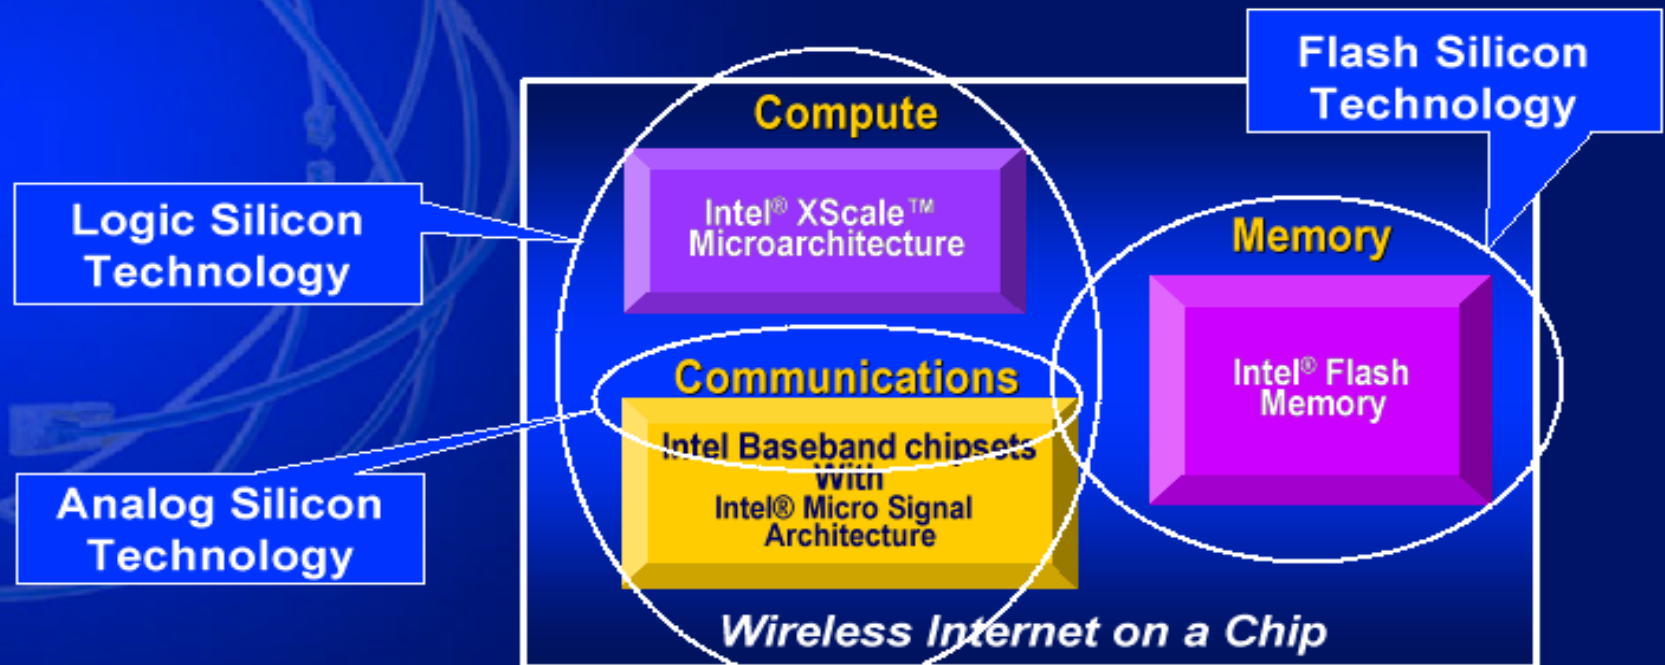 Flash Silicon
Technology
Compute
Intel® XScale™
Microarchitecture
Logic Silicon
Technology
Memory
Intel® Flash
Memory
Communications
Intel Baseband chipsets
With
Intel® Micro Signal
Architecture
Analog Silicon
Technology
Wireless Internet on a Chip